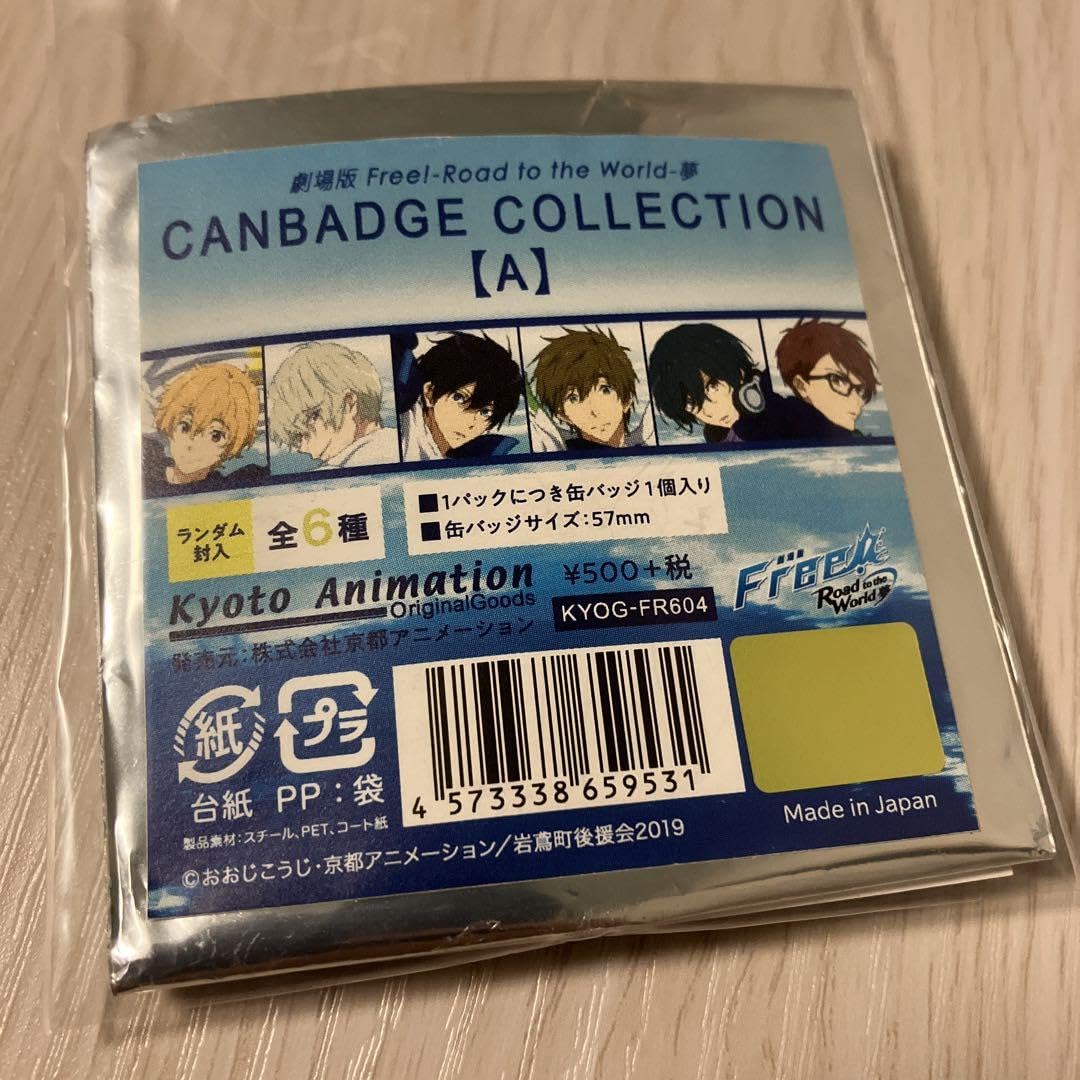 劇場版 Free!-Road to the World-夢
CANBADGE COLLECTION
【A】
ランダム
封入
全6種
■1パックにつき缶バッジ1個入り
■缶バッジサイズ:57mm
Kyoto Animation
OriginalGoods
¥500+税
KYOG-FR604
Free!
Road to the
World夢
発売元:株式会社京都アニメーション
紙
プラ
台紙 PP:袋
製品素材:スチール、PET、コート紙
4 573338 659531
Made in Japan
©おおじこうじ・京都アニメーション/岩鳶町後援会2019